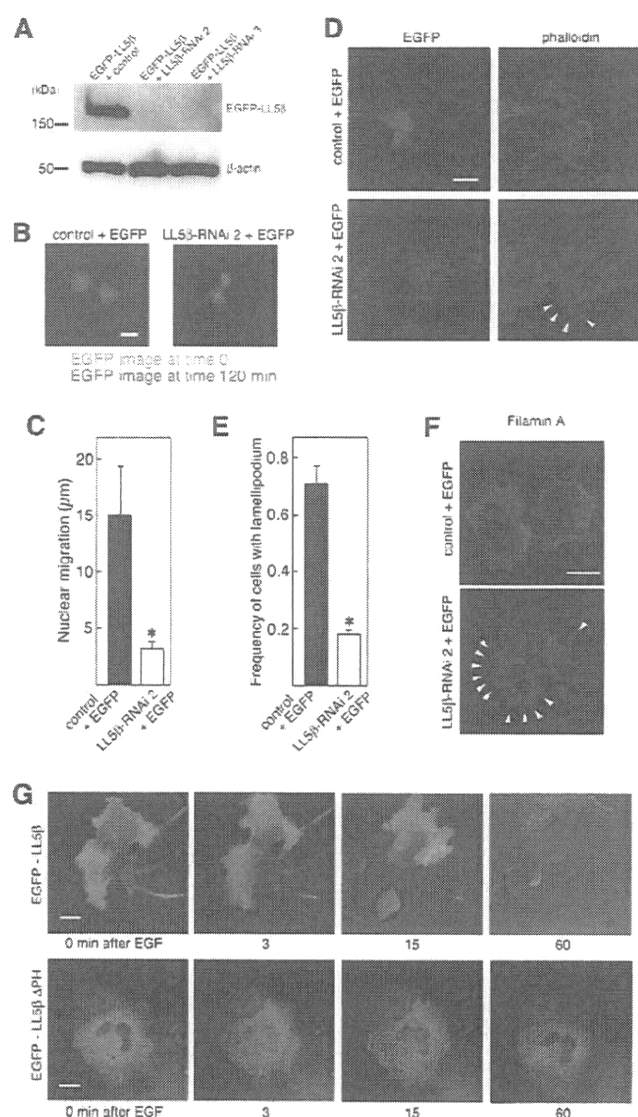 A
EGFP-LL5β + control
EGFP-LL5β + LL5β-RNAi 2
EGFP-LL5β + LL5β-RNAi 3
(kDa)
150
EGFP-LL5β
50
β-actin
B
control + EGFP
LL5β-RNAi 2 + EGFP
EGFP image at time 0
EGFP image at time 120 min
C
Nuclear migration (μm)
20
15
10
5
*
control + EGFP
LL5β-RNAi 2 + EGFP
D
EGFP
phalloidin
control + EGFP
LL5β-RNAi 2 + EGFP
E
Frequency of cells with lamellipodium
0.8
0.6
0.4
0.2
*
control + EGFP
LL5β-RNAi 2 + EGFP
F
Filamin A
control + EGFP
LL5β-RNAi 2 + EGFP
G
EGFP - LL5β
0 min after EGF
3
15
60
EGFP - LL5β ΔPH
0 min after EGF
3
15
60